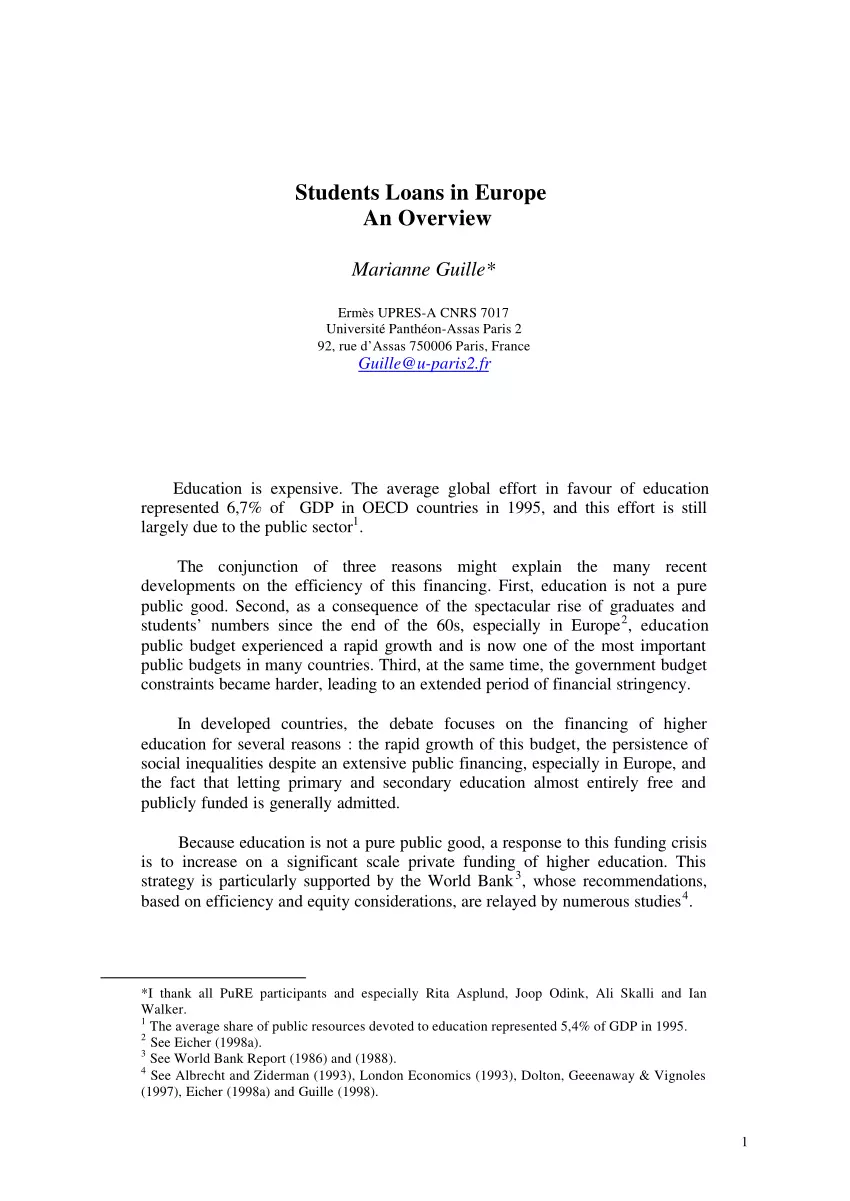 Students Loans in Europe
An Overview
Marianne Guille*
Ermès UPRES-A CNRS 7017
Université Panthéon-Assas Paris 2
92, rue d’Assas 750006 Paris, France
Guille@u-paris2.fr
Education is expensive. The average global effort in favour of education
represented 6,7% of GDP in OECD countries in 1995, and this effort is still
largely due to the public sector1.
The conjunction of three reasons might explain the many recent
developments on the efficiency of this financing. First, education is not a pure
public good. Second, as a consequence of the spectacular rise of graduates and
students’ numbers since the end of the 60s, especially in Europe2, education
public budget experienced a rapid growth and is now one of the most important
public budgets in many countries. Third, at the same time, the government budget
constraints became harder, leading to an extended period of financial stringency.
In developed countries, the debate focuses on the financing of higher
education for several reasons : the rapid growth of this budget, the persistence of
social inequalities despite an extensive public financing, especially in Europe, and
the fact that letting primary and secondary education almost entirely free and
publicly funded is generally admitted.
Because education is not a pure public good, a response to this funding crisis
is to increase on a significant scale private funding of higher education. This
strategy is particularly supported by the World Bank3, whose recommendations,
based on efficiency and equity considerations, are relayed by numerous studies4.
*I thank all PuRE participants and especially Rita Asplund, Joop Odink, Ali Skalli and Ian
Walker.
1 The average share of public resources devoted to education represented 5,4% of GDP in 1995.
2 See Eicher (1998a).
3 See World Bank Report (1986) and (1988).
4 See Albrecht and Ziderman (1993), London Economics (1993), Dolton, Geeenaway & Vignoles
(1997), Eicher (1998a) and Guille (1998).
1